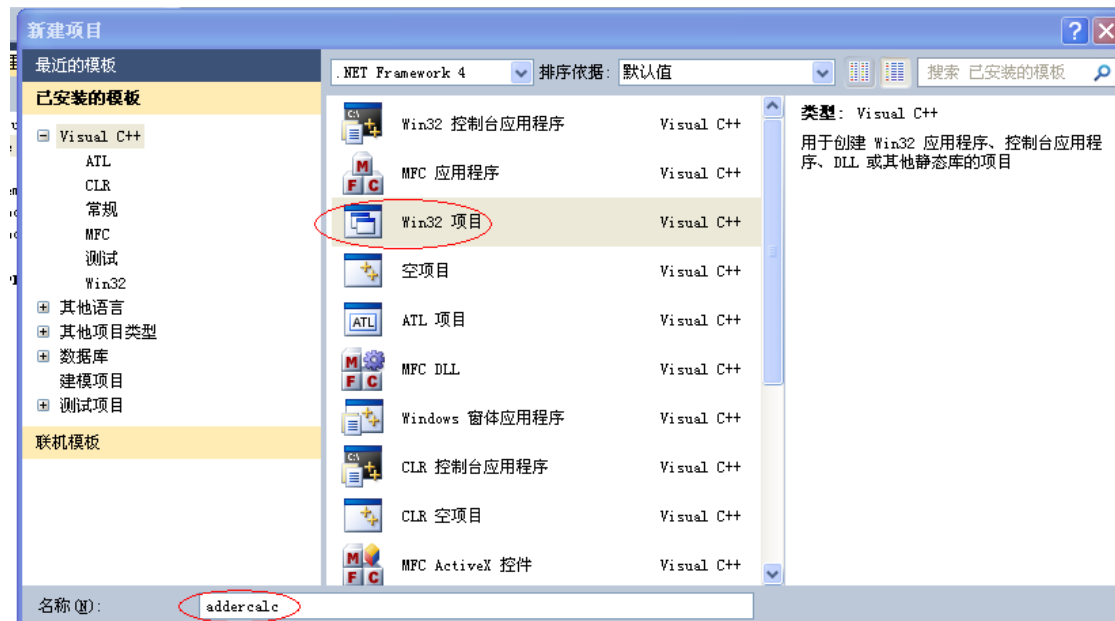 新建项目
最近的模板
已安装的模板
Visual C++
ATL
CLR
常规
MFC
测试
Win32
其他语言
其他项目类型
数据库
建模项目
测试项目
联机模板
.NET Framework 4 排序依据: 默认值 搜索 已安装的模板
Win32 控制台应用程序 Visual C++
MFC 应用程序 Visual C++
Win32 项目 Visual C++
空项目 Visual C++
ATL 项目 Visual C++
MFC DLL Visual C++
Windows 窗体应用程序 Visual C++
CLR 控制台应用程序 Visual C++
CLR 空项目 Visual C++
MFC ActiveX 控件 Visual C++
类型: Visual C++
用于创建 Win32 应用程序、控制台应用程
序、DLL 或其他静态库的项目
名称(N): addercalc